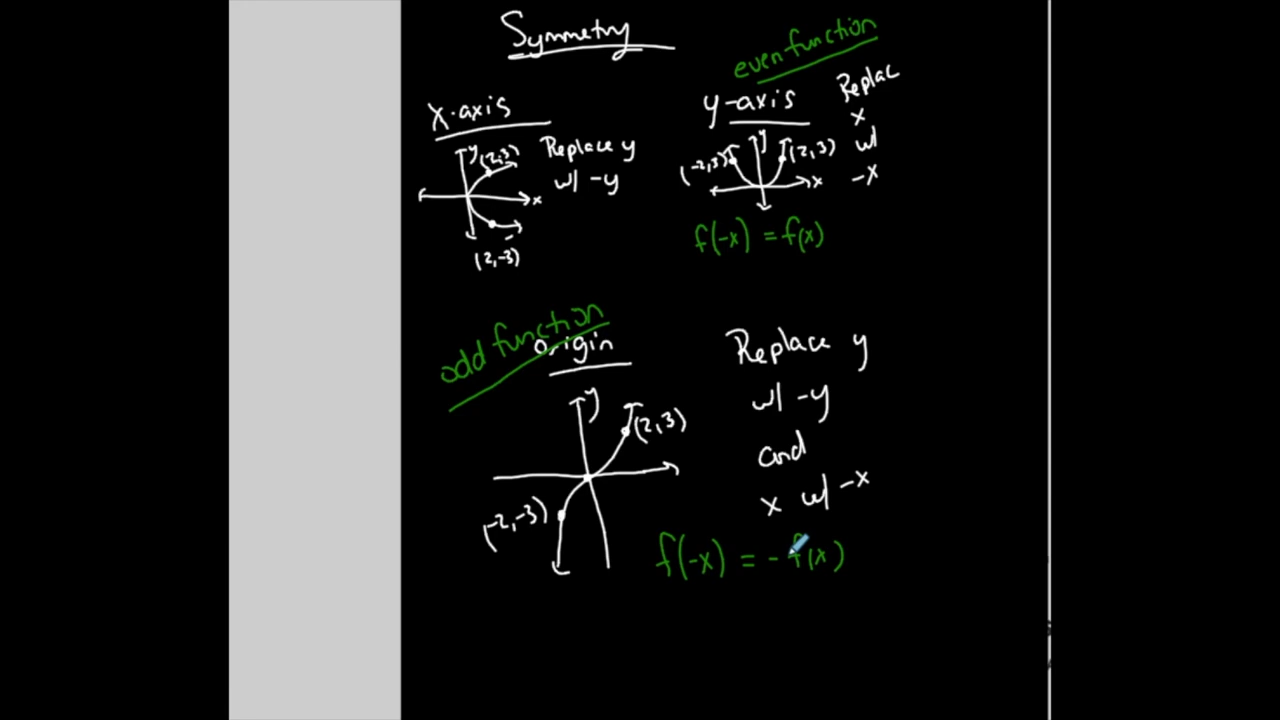 Symmetry
even function
x-axis
y
(2,3)
x
(2,-3)
Replace y
w/ -y
y-axis
y
(-2,3)
(2,3)
x
Replac
x
w/
-x
f(-x) = f(x)
odd function
origin
y
(2,3)
(-2,-3)
Replace y
w/ -y
and
x w/ -x
f(-x) = - f(x)